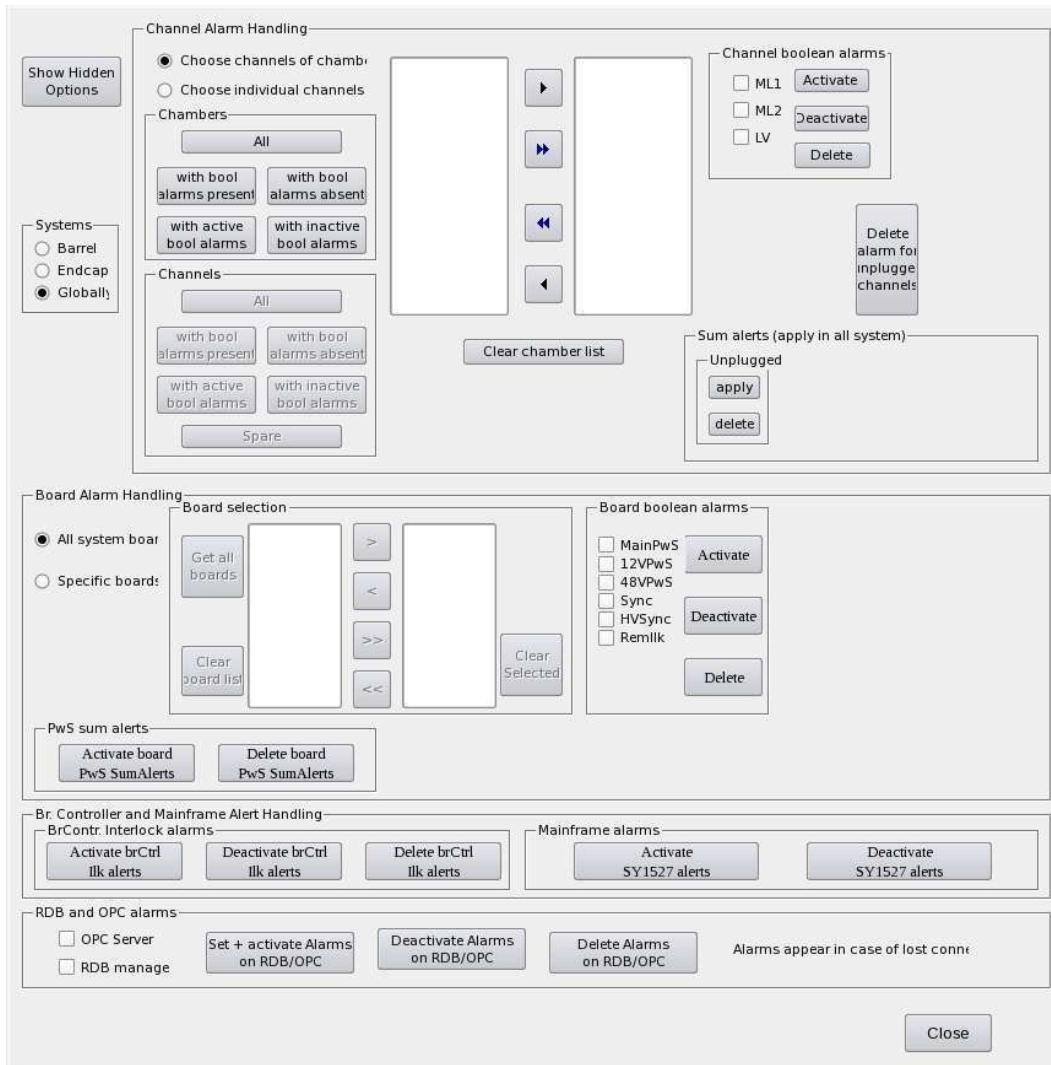 Channel Alarm Handling
Show Hidden
Options
Choose channels of chambe
Choose individual channels
Chambers
All
with bool
alarms present
with bool
alarms absent
with active
bool alarms
with inactive
bool alarms
Systems
Barrel
Endcap
Globally
Channels
All
with bool
alarms present
with bool
alarms absent
with active
bool alarms
with inactive
bool alarms
Spare
Clear chamber list
Channel boolean alarms
ML1
ML2
LV
Activate
Deactivate
Delete
Delete
alarm for
unplugge
channels
Sum alerts (apply in all system)
Unplugged
apply
delete
Board Alarm Handling
All system boar
Specific boards
Board selection
Get all
boards
Clear
board list
>
<
>>
<<
Clear
Selected
Board boolean alarms
MainPwS
12VPwS
48VPwS
Sync
HVSync
RemIlk
Activate
Deactivate
Delete
PwS sum alerts
Activate board
PwS SumAlerts
Delete board
PwS SumAlerts
Br. Controller and Mainframe Alert Handling
BrContr. Interlock alarms
Activate brCtrl
Ilk alerts
Deactivate brCtrl
Ilk alerts
Delete brCtrl
Ilk alerts
Mainframe alarms
Activate
SY1527 alerts
Deactivate
SY1527 alerts
RDB and OPC alarms
OPC Server
RDB manage
Set + activate Alarms
on RDB/OPC
Deactivate Alarms
on RDB/OPC
Delete Alarms
on RDB/OPC
Alarms appear in case of lost conne
Close